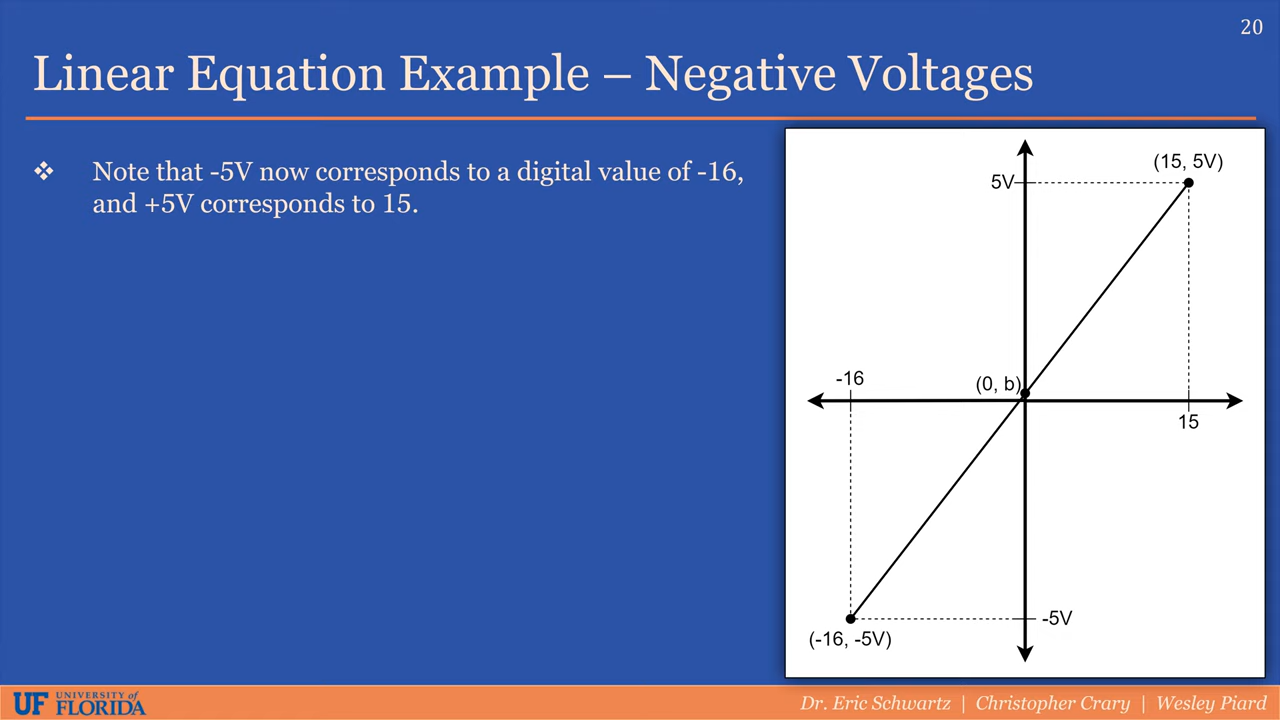 20
Linear Equation Example – Negative Voltages
❖ Note that -5V now corresponds to a digital value of -16,
and +5V corresponds to 15.
(15, 5V)
5V
-16
(0, b)
15
-5V
(-16, -5V)
UF UNIVERSITY of
FLORIDA
Dr. Eric Schwartz | Christopher Crary | Wesley Piard